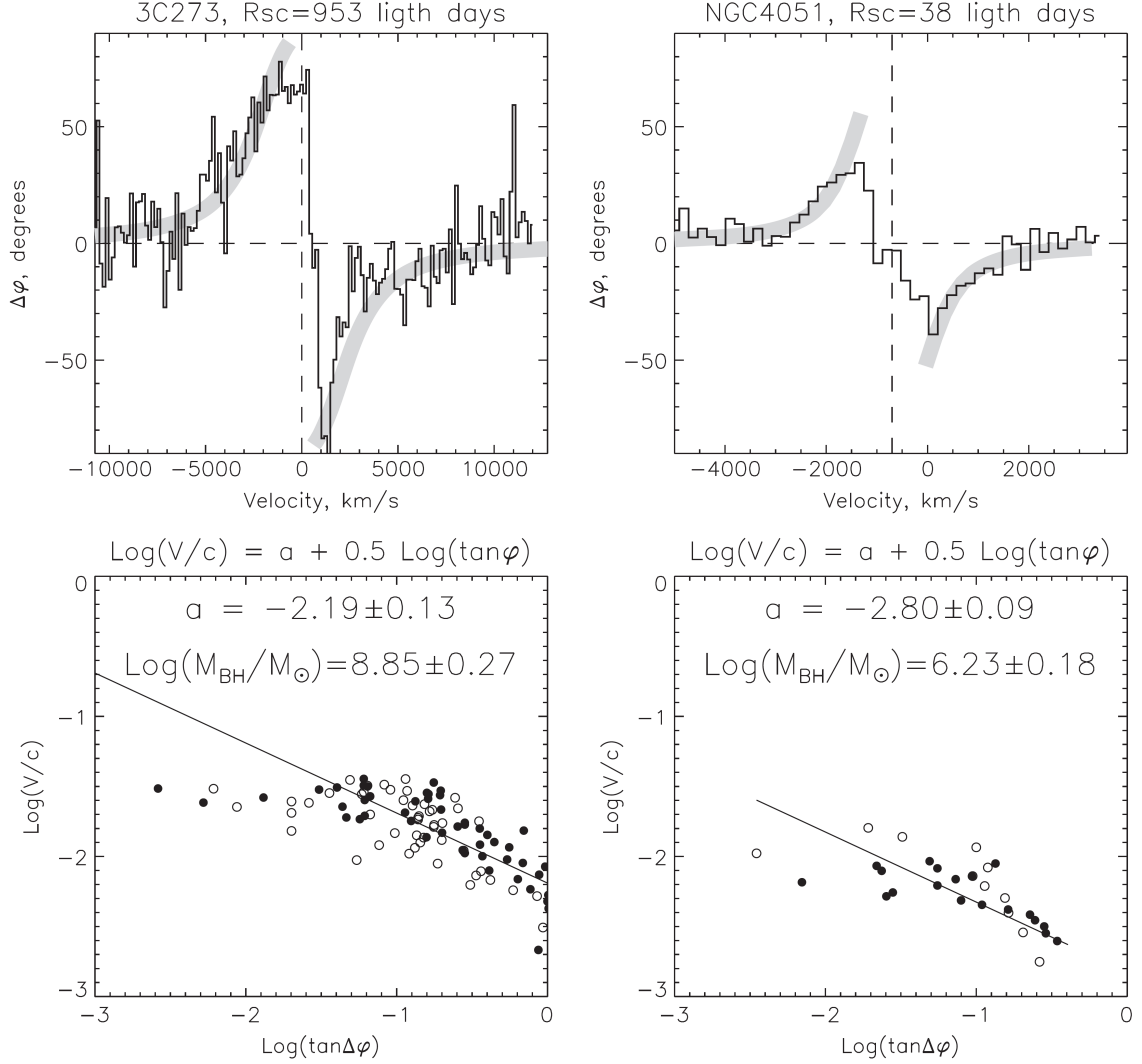 3C273, Rsc=953 ligth days
NGC4051, Rsc=38 ligth days
Δφ, degrees
50
0
−50
−10000 −5000 0 5000 10000
Velocity, km/s
Δφ, degrees
50
0
−50
−4000 −2000 0 2000
Velocity, km/s
Log(V/c) = a + 0.5 Log(tanφ)
a = −2.19±0.13
Log(M_BH/M_⊙)=8.85±0.27
Log(V/c)
0
−1
−2
−3
−3 −2 −1 0
Log(tanΔφ)
Log(V/c) = a + 0.5 Log(tanφ)
a = −2.80±0.09
Log(M_BH/M_⊙)=6.23±0.18
Log(V/c)
0
−1
−2
−3
−3 −2 −1 0
Log(tanΔφ)